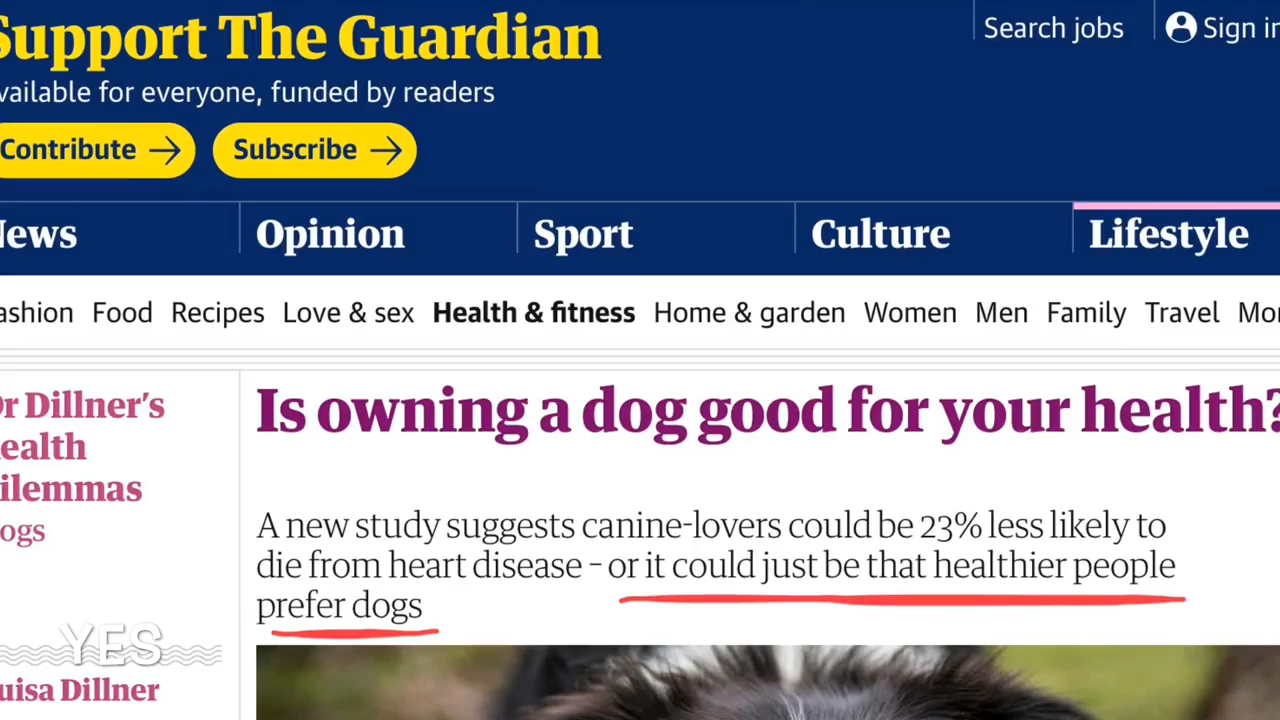 Support The Guardian
vailable for everyone, funded by readers
Contribute
Subscribe
Search jobs
Sign in
News
Opinion
Sport
Culture
Lifestyle
ashion Food Recipes Love & sex Health & fitness Home & garden Women Men Family Travel Mor
Dr Dillner's
ealth
ilemmas
ogs
Is owning a dog good for your health?
A new study suggests canine-lovers could be 23% less likely to
die from heart disease – or it could just be that healthier people
prefer dogs
YES
uisa Dillner